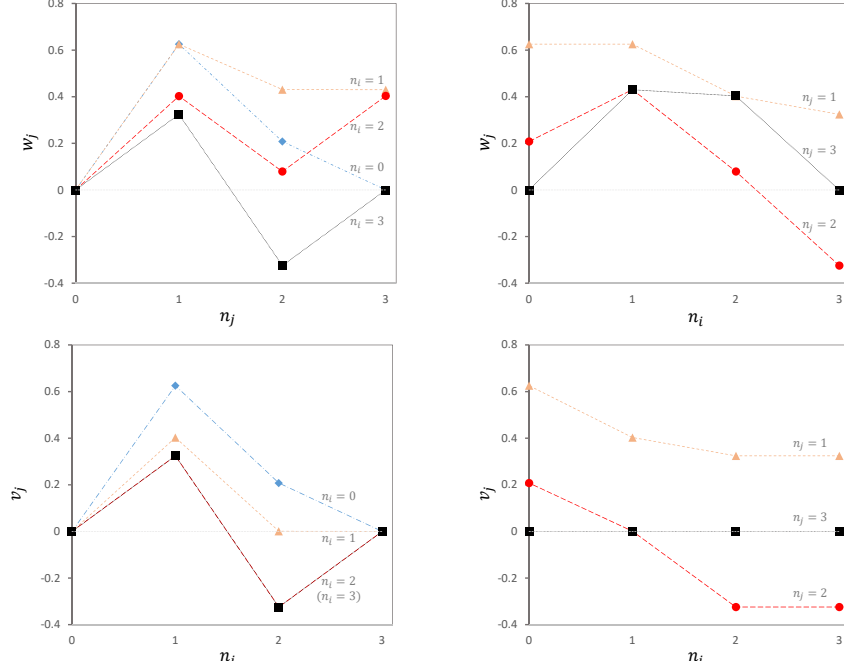 0.8
0.6
0.4
0.2
0
-0.2
-0.4
w_j
n_i = 1
n_i = 2
n_i = 0
n_i = 3
0 1 2 3
n_j
0.8
0.6
0.4
0.2
0
-0.2
-0.4
w_j
n_j = 1
n_j = 3
n_j = 2
0 1 2 3
n_i
0.8
0.6
0.4
0.2
0
-0.2
-0.4
v_j
n_i = 0
n_i = 1
n_i = 2
(n_i = 3)
0 1 2 3
0.8
0.6
0.4
0.2
0
-0.2
-0.4
v_j
n_j = 1
n_j = 3
n_j = 2
0 1 2 3